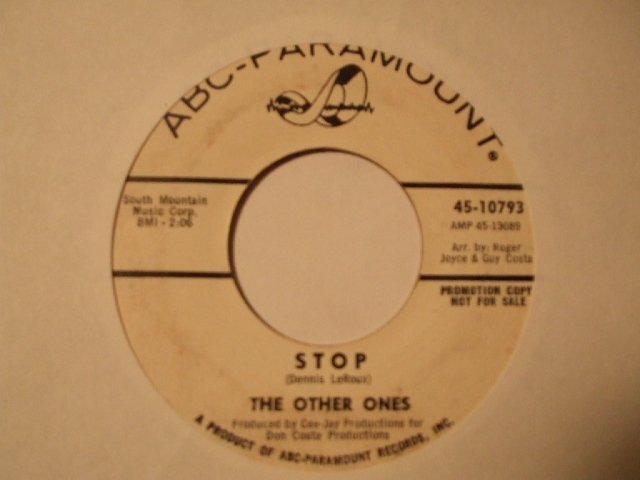 ABC-PARAMOUNT®
South Mountain
Music Corp.
BMI - 2:06
45-10793
AMP 45-13089
Arr. by: Roger
Joyce & Guy Costa
PROMOTION COPY
NOT FOR SALE
STOP
(Dennis LeRoux)
THE OTHER ONES
Produced by Cee-Jay Productions for
Don Costa Productions
A PRODUCT OF ABC-PARAMOUNT RECORDS, INC.